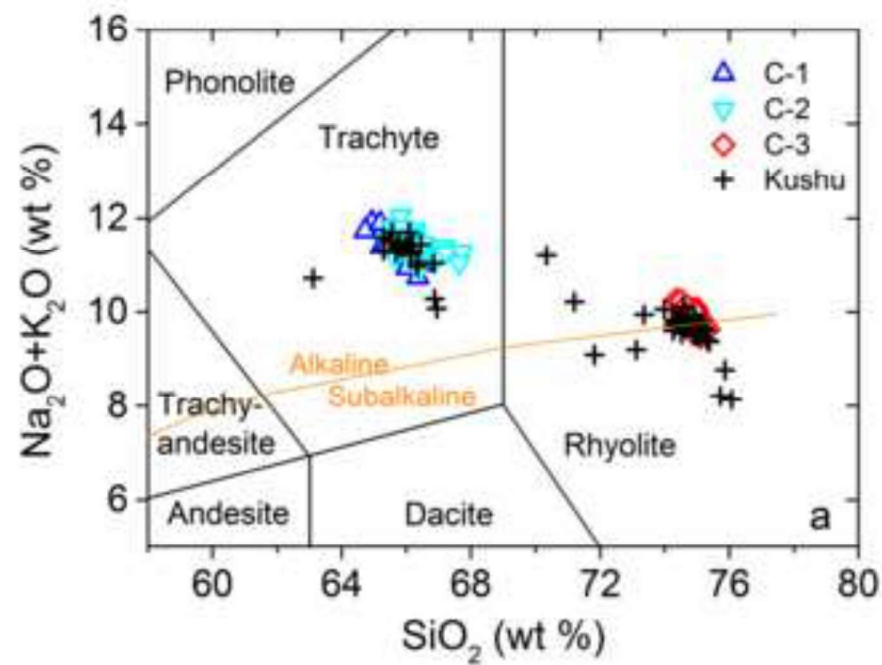 16
14
12
10
8
6
Na₂O+K₂O (wt %)
Phonolite
Trachyte
C-1
C-2
C-3
Kushu
Alkaline
Subalkaline
Trachy-
andesite
Rhyolite
Andesite
Dacite
a
60
64
68
72
76
80
SiO₂ (wt %)